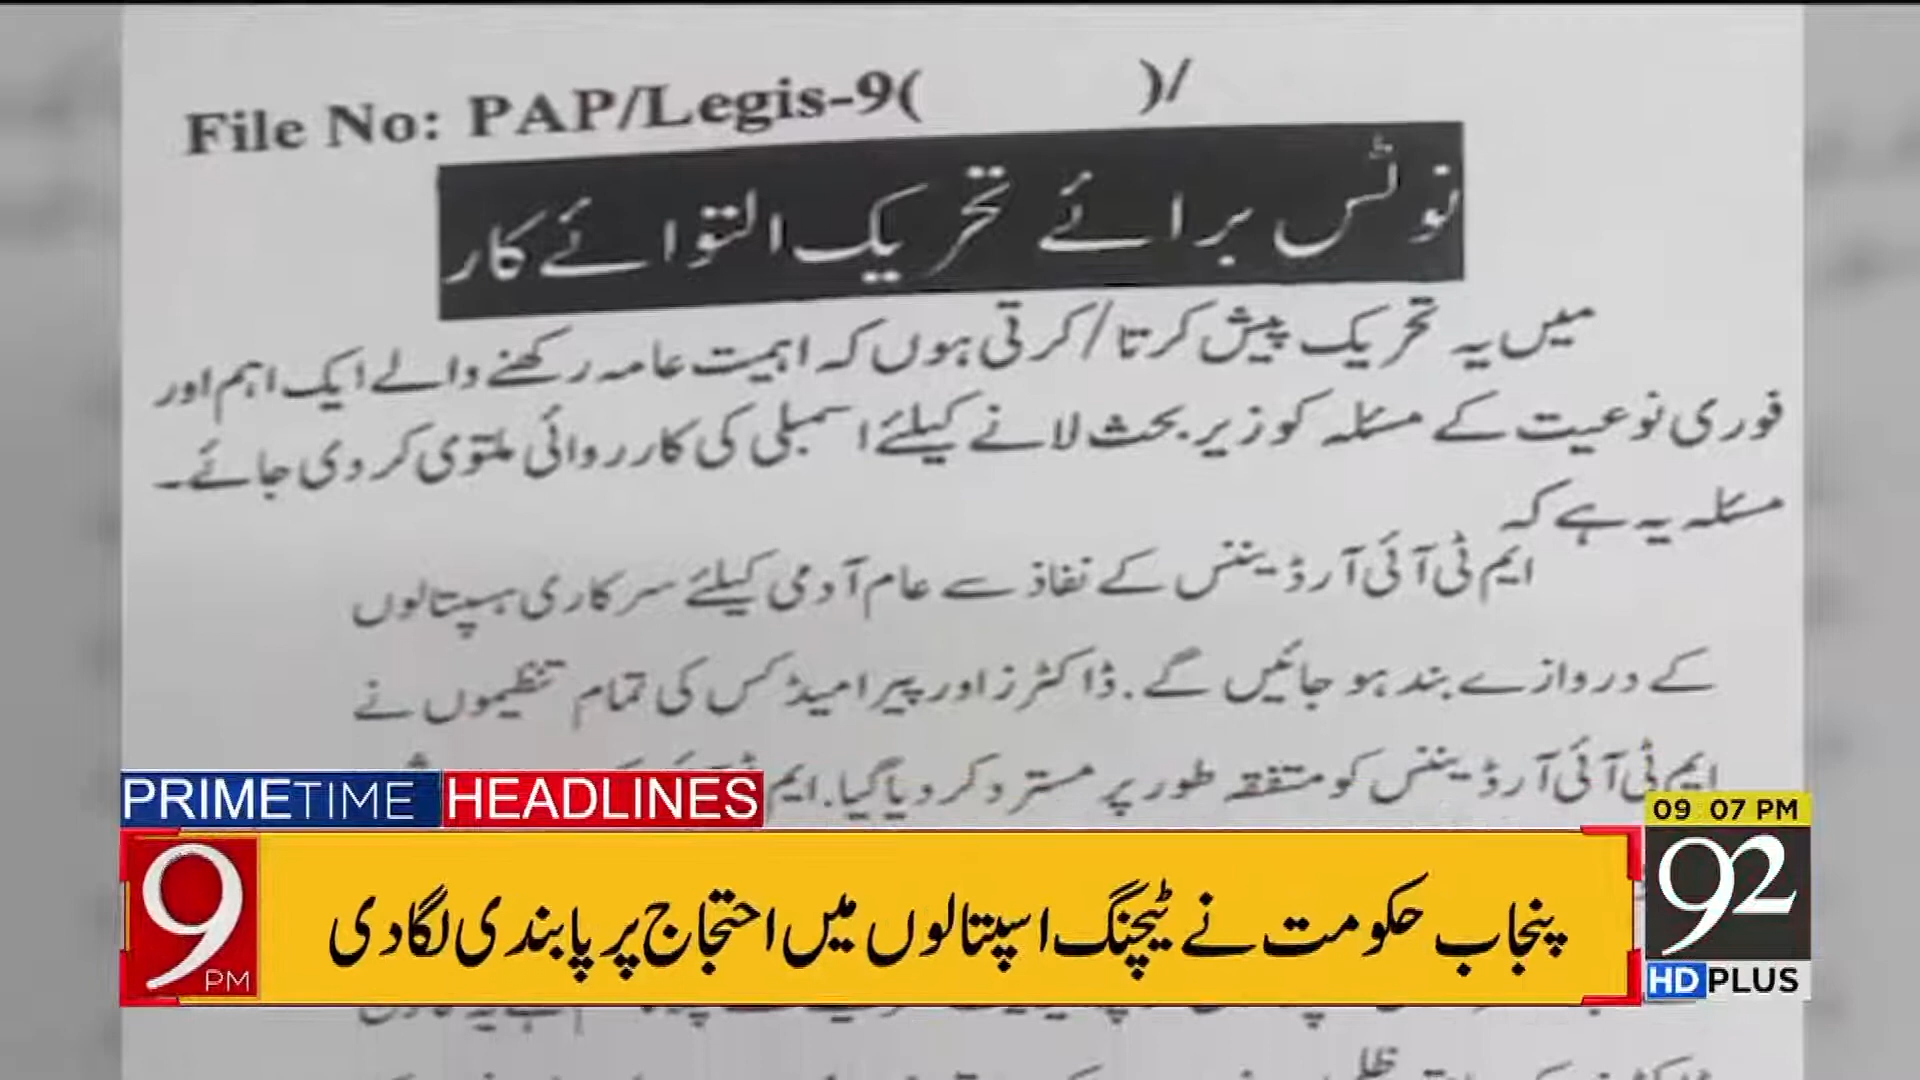 File No: PAP/Legis-9( )/
نوٹس برائے تحریک التوائے کار
میں یہ تحریک پیش کرتا/کرتی ہوں کہ اہمیت عامہ رکھنے والے ایک اہم اور
فوری نوعیت کے مسئلہ کو زیر بحث لانے کیلئے اسمبلی کی کارروائی ملتوی کر دی جائے۔
مسئلہ یہ ہے کہ
ایم ٹی آئی آرڈیننس کے نفاذ سے عام آدمی کیلئے سرکاری ہسپتالوں
کے دروازے بند ہو جائیں گے۔ ڈاکٹرز اور پیرامیڈکس کی تمام تنظیموں نے
ایم ٹی آئی آرڈیننس کو متفقہ طور پر مسترد کر دیا گیا۔ ایم
PRIMETIME HEADLINES
09 07 PM
9 PM
پنجاب حکومت نے ٹیچنگ اسپتالوں میں احتجاج پر پابندی لگا دی
92
HD PLUS